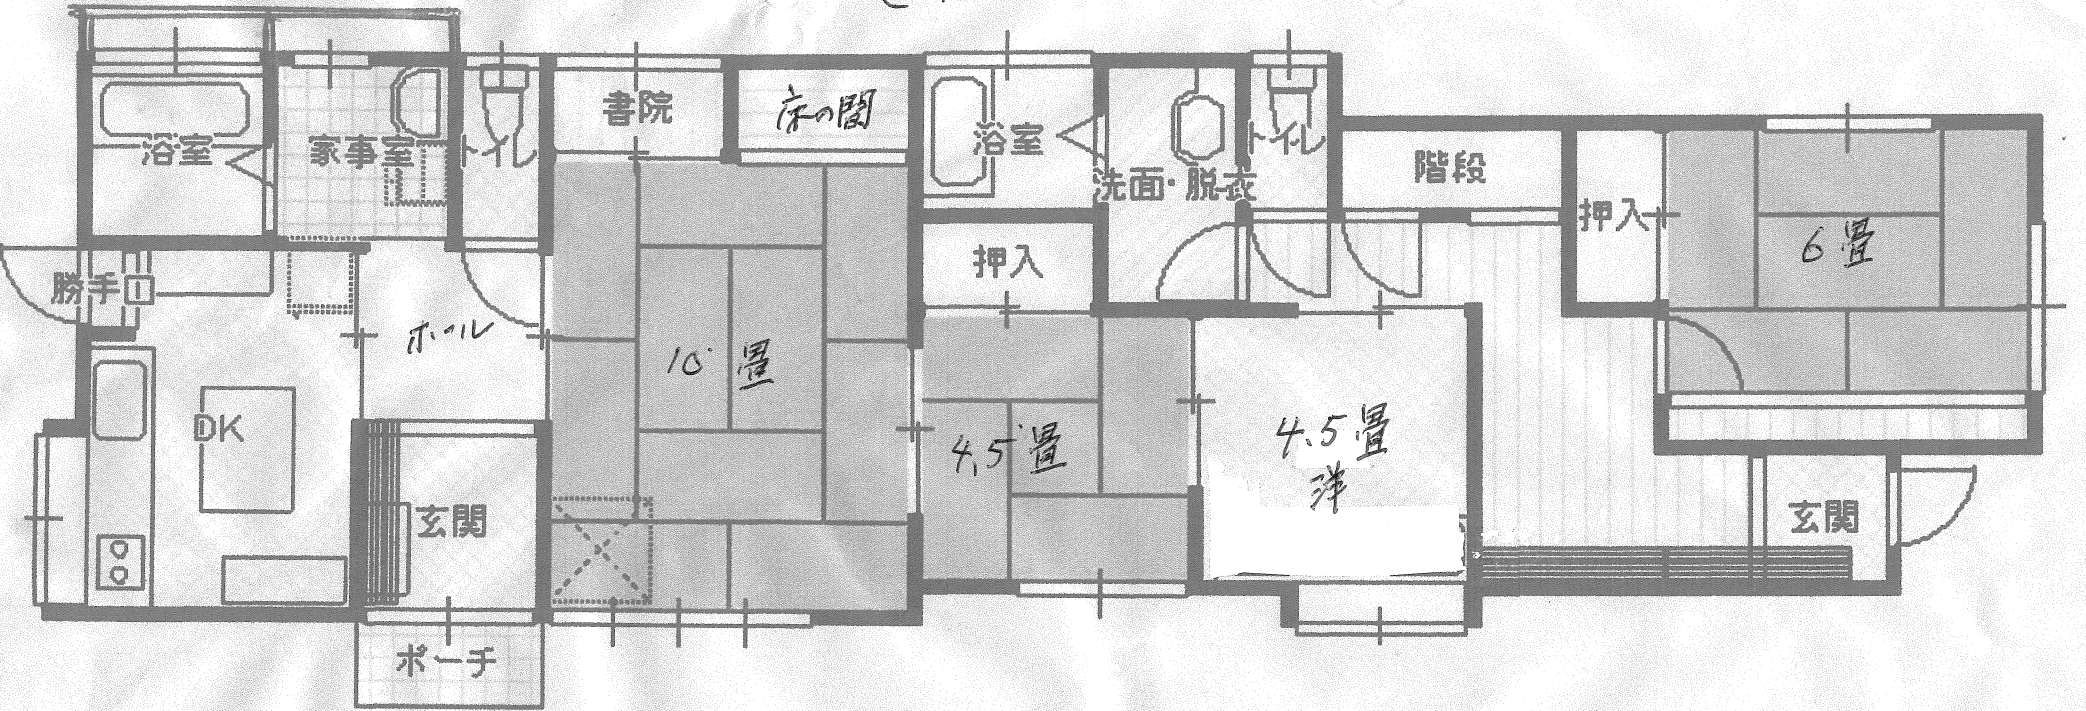 書院
床の間
浴室
家事室
トイレ
浴室
洗面・脱衣
トイレ
階段
押入
6畳
勝手
ホール
押入
10畳
DK
4.5畳
4.5畳
洋
玄関
玄関
ポーチ